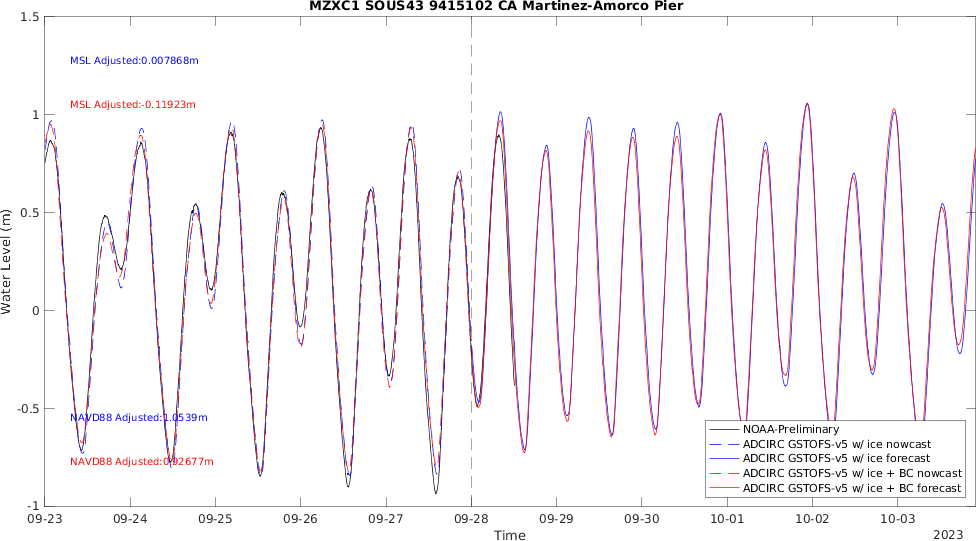 MZXC1 SOUS43 9415102 CA Martinez-Amorco Pier
1.5
1
0.5
0
-0.5
-1
Water Level (m)
MSL Adjusted:0.007868m
MSL Adjusted:-0.11923m
NAVD88 Adjusted:1.0539m
NAVD88 Adjusted:0.92677m
NOAA-Preliminary
ADCIRC GSTOFS-v5 w/ ice nowcast
ADCIRC GSTOFS-v5 w/ ice forecast
ADCIRC GSTOFS-v5 w/ ice + BC nowcast
ADCIRC GSTOFS-v5 w/ ice + BC forecast
09-23 09-24 09-25 09-26 09-27 09-28 09-29 09-30 10-01 10-02 10-03
Time
2023